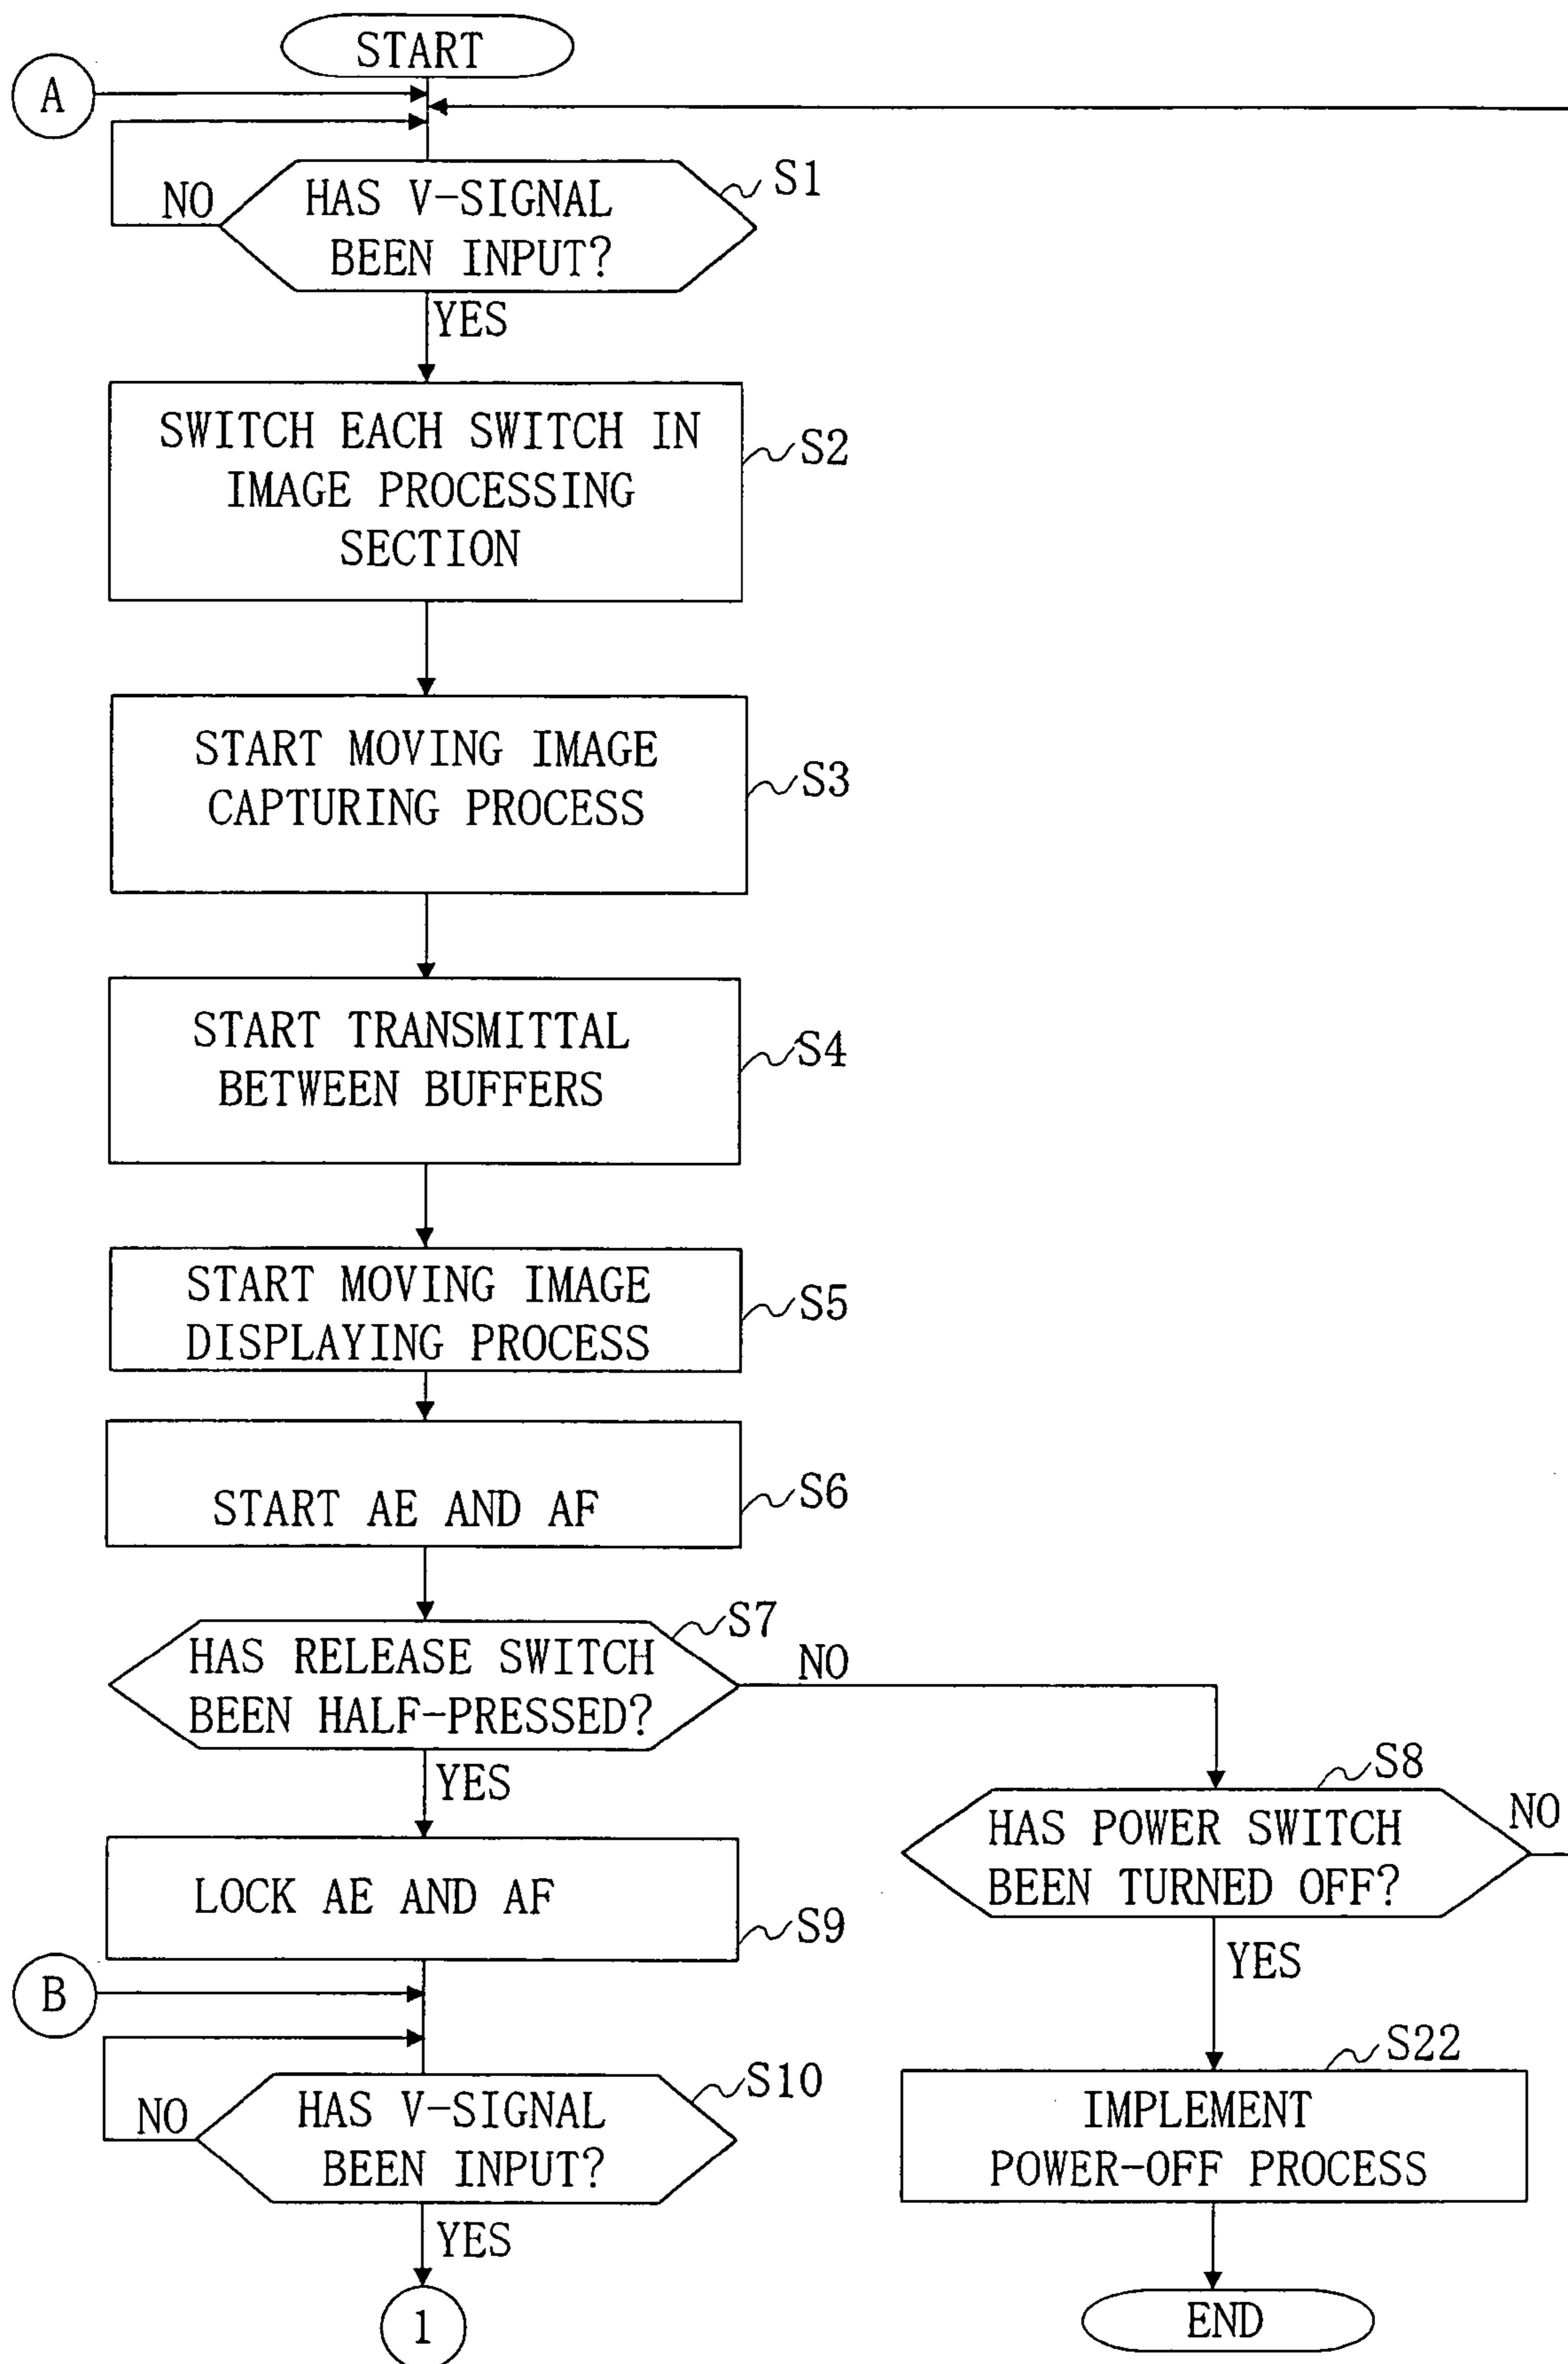 START
A
S1
NO
HAS V-SIGNAL
BEEN INPUT?
YES
SWITCH EACH SWITCH IN
IMAGE PROCESSING
SECTION
S2
START MOVING IMAGE
CAPTURING PROCESS
S3
START TRANSMITTAL
BETWEEN BUFFERS
S4
START MOVING IMAGE
DISPLAYING PROCESS
S5
START AE AND AF
S6
S7
HAS RELEASE SWITCH
BEEN HALF-PRESSED?
NO
YES
S8
HAS POWER SWITCH
BEEN TURNED OFF?
NO
YES
LOCK AE AND AF
S9
B
S10
NO
HAS V-SIGNAL
BEEN INPUT?
YES
1
S22
IMPLEMENT
POWER-OFF PROCESS
END